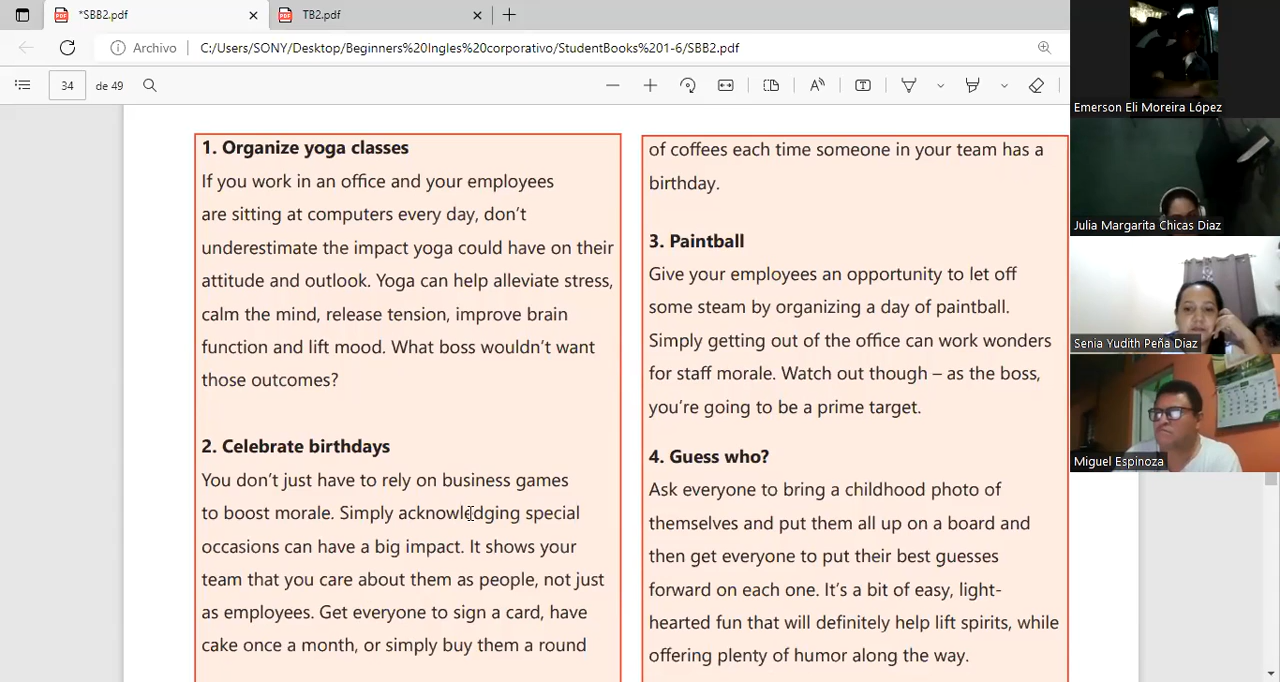 *SBB2.pdf
TB2.pdf
Archivo
C:/Users/SONY/Desktop/Beginners%20Ingles%20corporativo/StudentBooks%201-6/SBB2.pdf
34 de 49
1. Organize yoga classes
If you work in an office and your employees
are sitting at computers every day, don't
underestimate the impact yoga could have on their
attitude and outlook. Yoga can help alleviate stress,
calm the mind, release tension, improve brain
function and lift mood. What boss wouldn't want
those outcomes?
2. Celebrate birthdays
You don't just have to rely on business games
to boost morale. Simply acknowledging special
occasions can have a big impact. It shows your
team that you care about them as people, not just
as employees. Get everyone to sign a card, have
cake once a month, or simply buy them a round
of coffees each time someone in your team has a
birthday.
3. Paintball
Give your employees an opportunity to let off
some steam by organizing a day of paintball.
Simply getting out of the office can work wonders
for staff morale. Watch out though – as the boss,
you're going to be a prime target.
4. Guess who?
Ask everyone to bring a childhood photo of
themselves and put them all up on a board and
then get everyone to put their best guesses
forward on each one. It's a bit of easy, light-
hearted fun that will definitely help lift spirits, while
offering plenty of humor along the way.
Emerson Eli Moreira López
Julia Margarita Chicas Diaz
Senia Yudith Peña Diaz
Miguel Espinoza